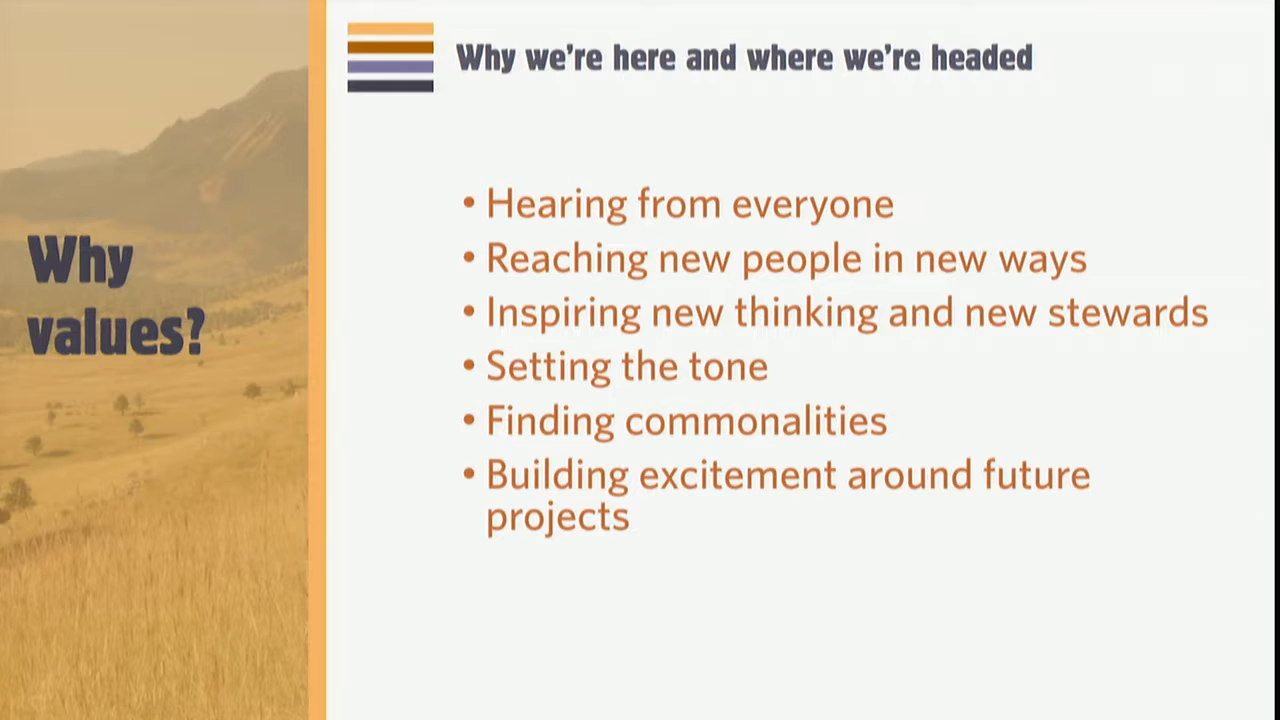 Why we're here and where we're headed
Why
values?
• Hearing from everyone
• Reaching new people in new ways
• Inspiring new thinking and new stewards
• Setting the tone
• Finding commonalities
• Building excitement around future
projects